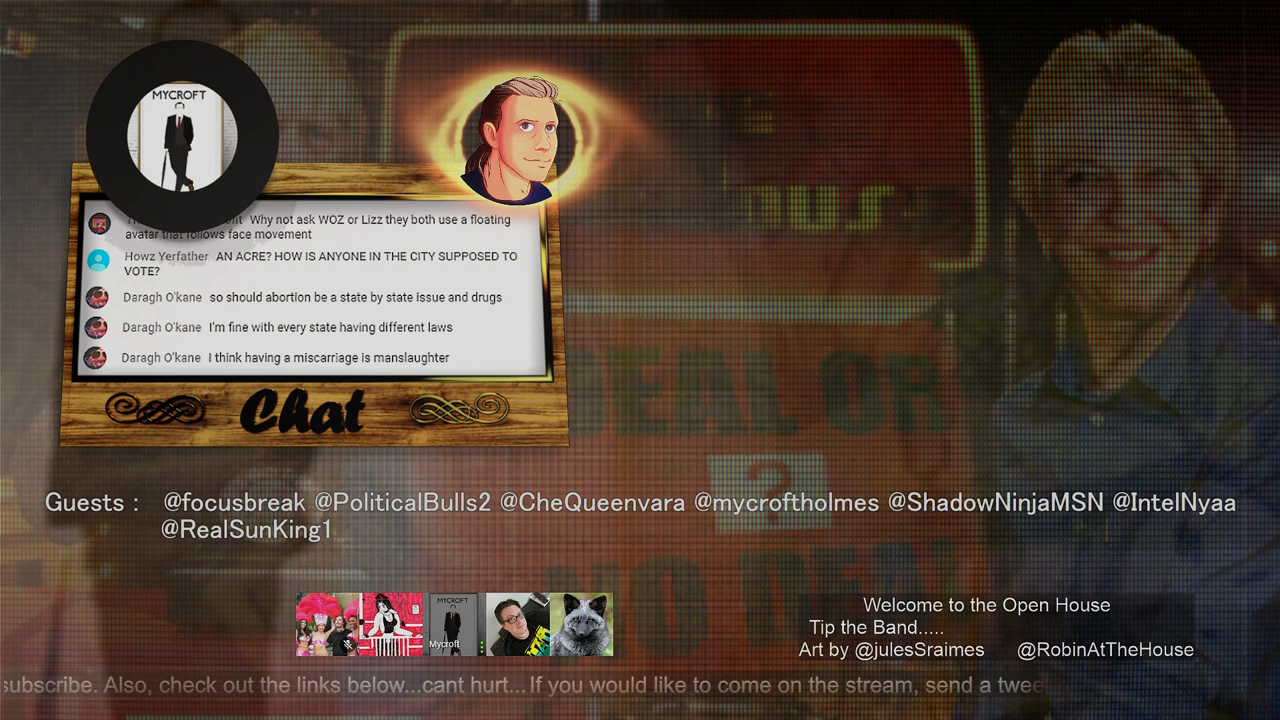 MYCROFT
Why not ask WOZ or Lizz they both use a floating
avatar that follows face movement
Howz Yerfather AN ACRE? HOW IS ANYONE IN THE CITY SUPPOSED TO
VOTE?
Daragh O'kane so should abortion be a state by state issue and drugs
Daragh O'kane I'm fine with every state having different laws
Daragh O'kane I think having a miscarriage is manslaughter
Chat
DEAL OR
?
NO DEAL
Guests : @focusbreak @PoliticalBulls2 @CheQueenvara @mycroftholmes @ShadowNinjaMSN @IntelNyaa
@RealSunKing1
MYCROFT
Mycroft
Welcome to the Open House
Tip the Band.....
Art by @julesSraimes @RobinAtTheHouse
subscribe. Also, check out the links below...cant hurt... If you would like to come on the stream, send a twee